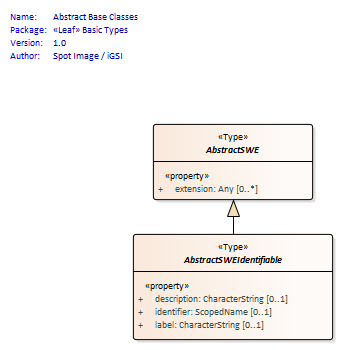 Name: Abstract Base Classes
Package: «Leaf» Basic Types
Version: 1.0
Author: Spot Image / iGSI
«Type»
AbstractSWE
«property»
+ extension: Any [0..*]
«Type»
AbstractSWEIdentifiable
«property»
+ description: CharacterString [0..1]
+ identifier: ScopedName [0..1]
+ label: CharacterString [0..1]